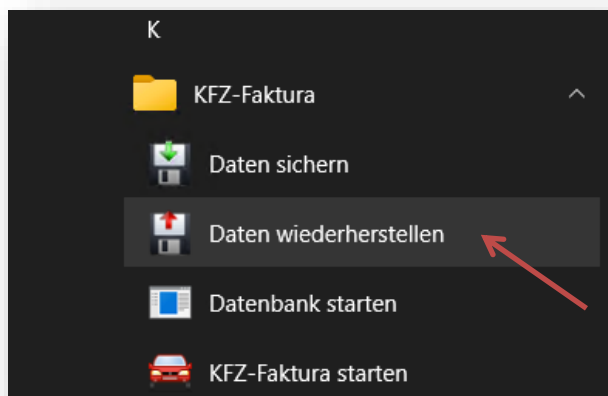 K
KFZ-Faktura
Daten sichern
Daten wiederherstellen
Datenbank starten
KFZ-Faktura starten